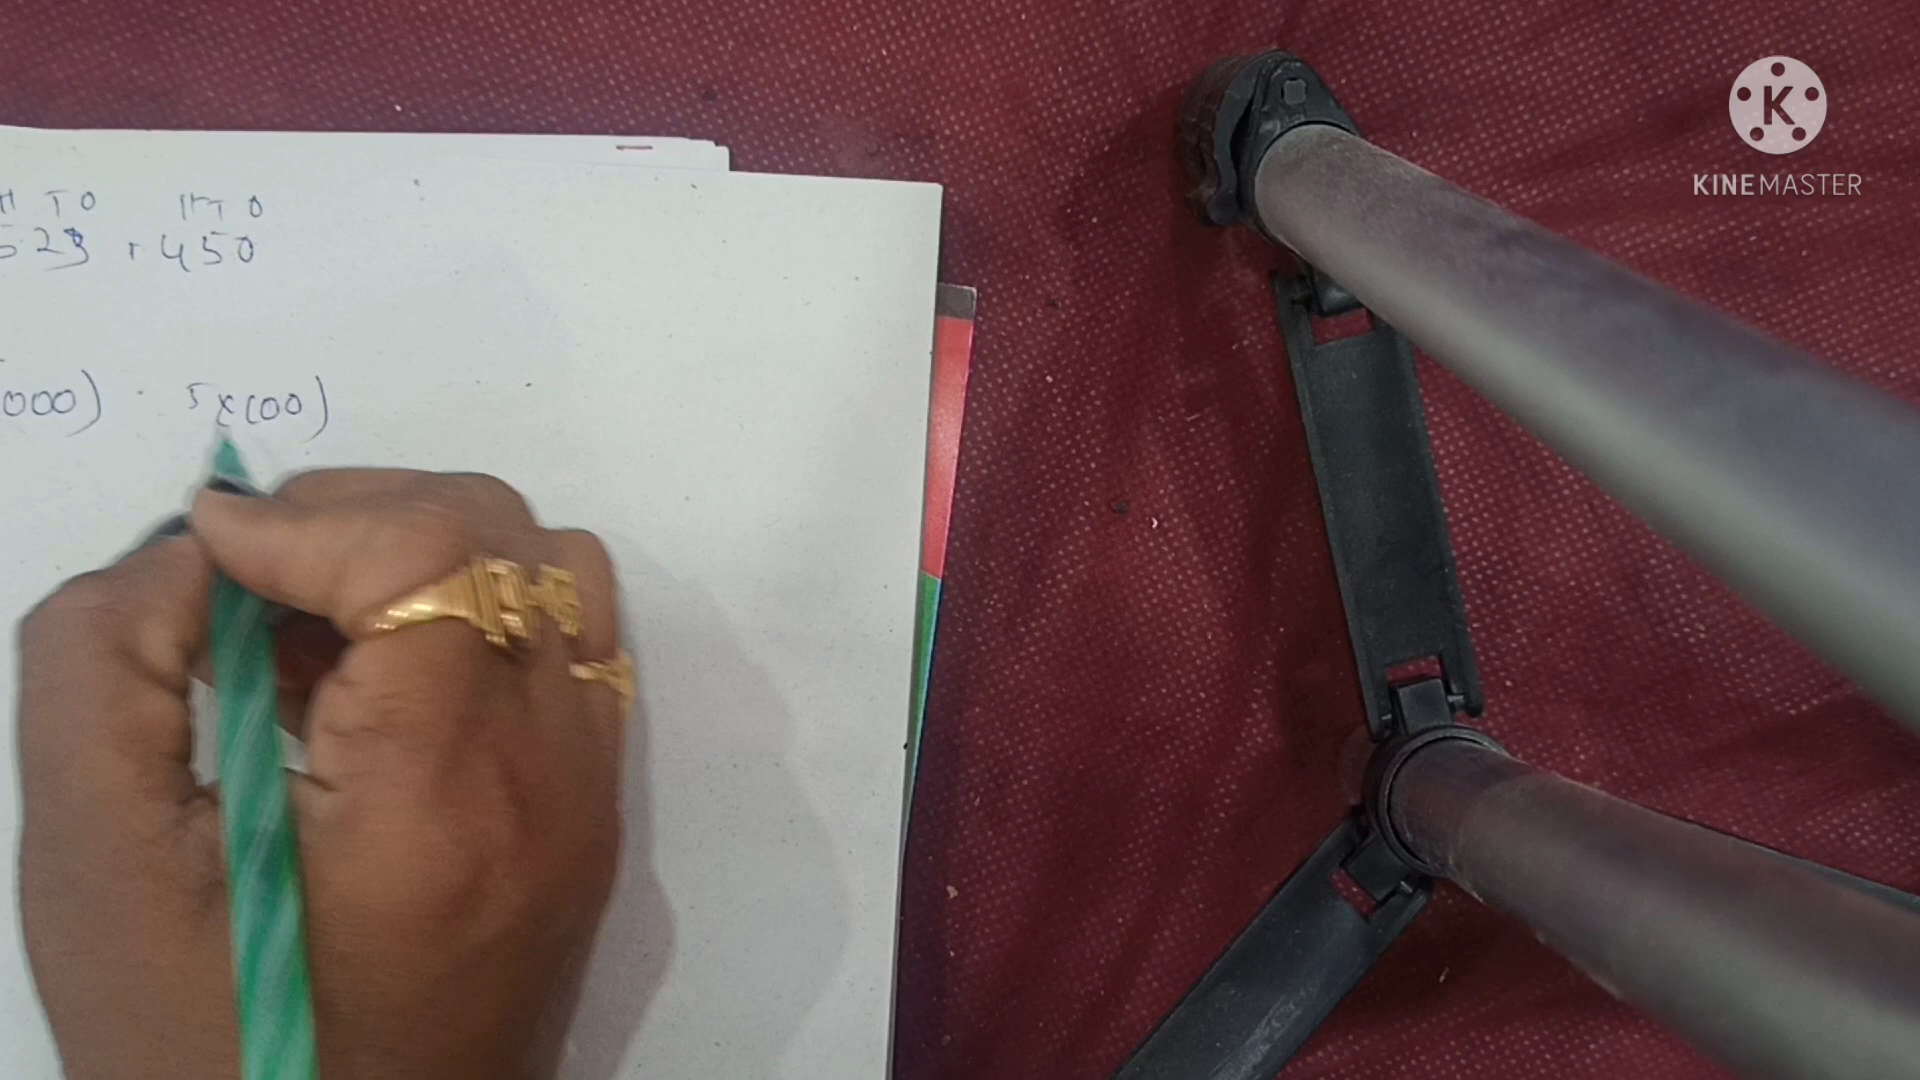 H T O H T O
523 + 450
000) 5x100)
K
KINEMASTER